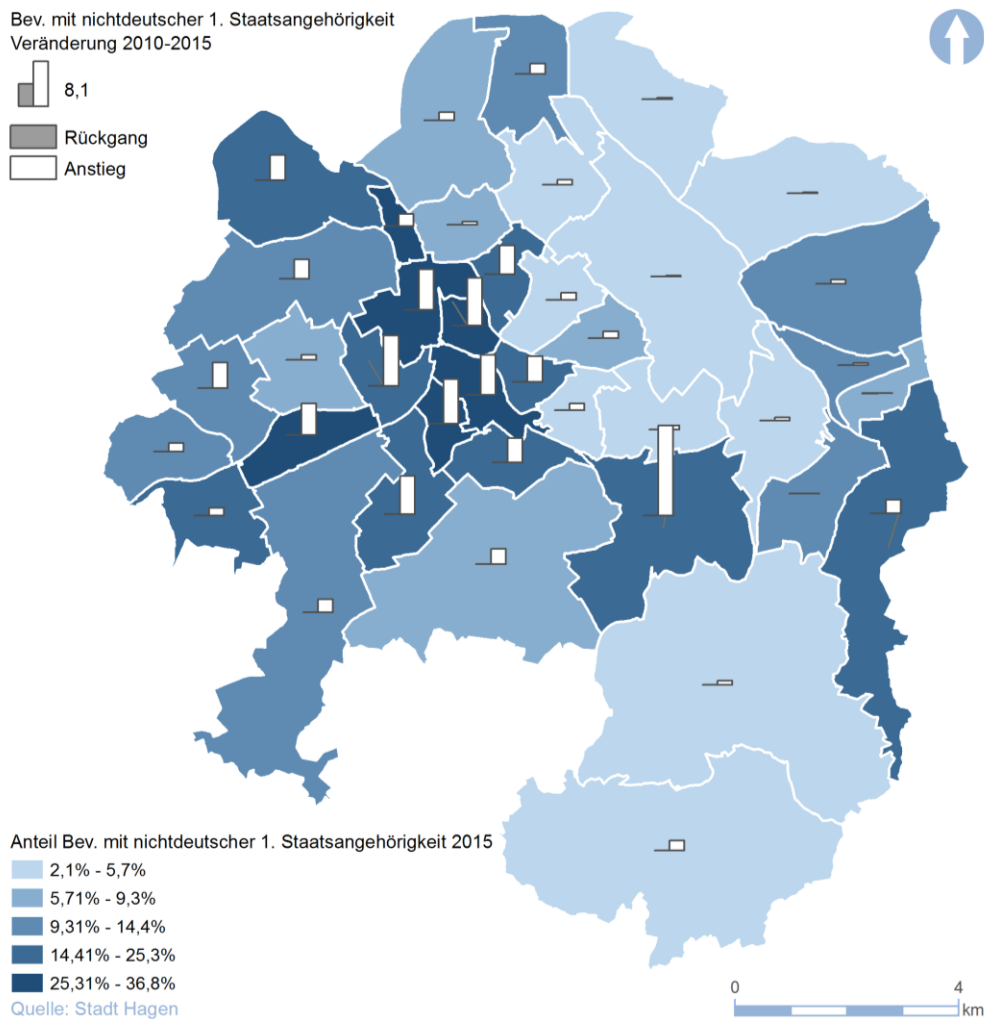 Bev. mit nichtdeutscher 1. Staatsangehörigkeit
Veränderung 2010-2015
8,1
Rückgang
Anstieg
Anteil Bev. mit nichtdeutscher 1. Staatsangehörigkeit 2015
2,1% - 5,7%
5,71% - 9,3%
9,31% - 14,4%
14,41% - 25,3%
25,31% - 36,8%
Quelle: Stadt Hagen
0 4
km